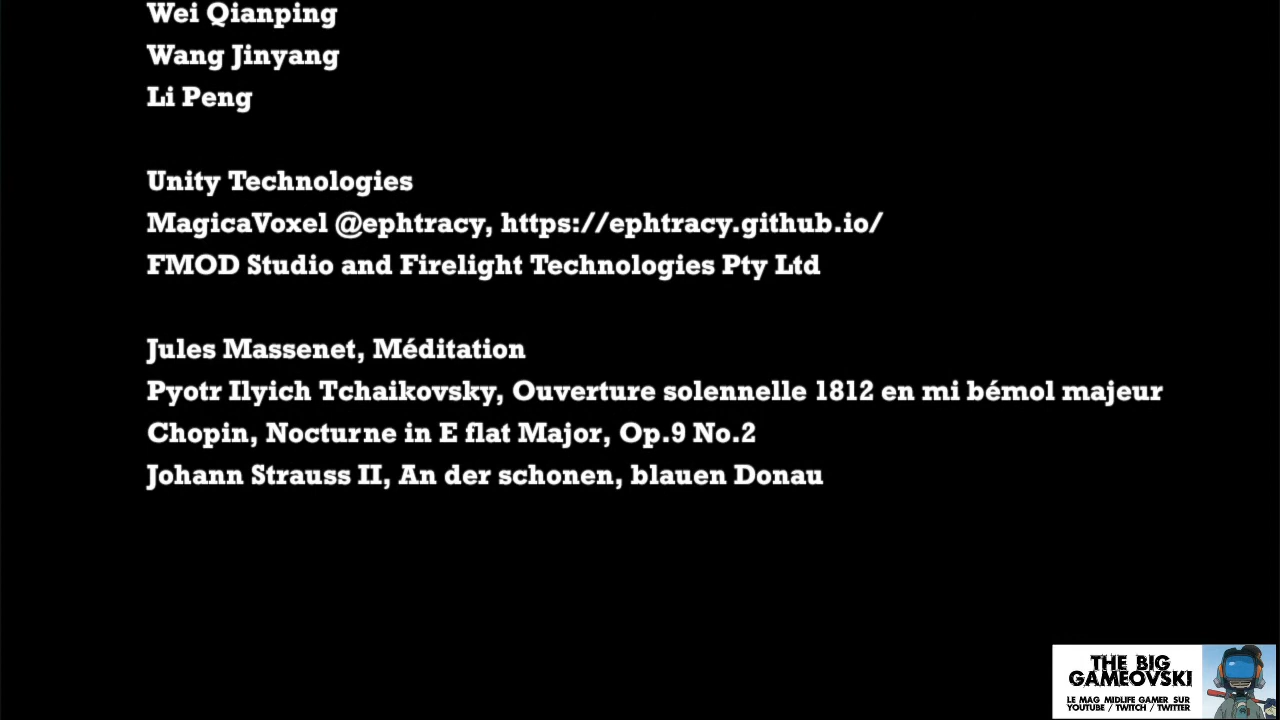 Wei Qianping
Wang Jinyang
Li Peng
Unity Technologies
MagicaVoxel @ephtracy, https://ephtracy.github.io/
FMOD Studio and Firelight Technologies Pty Ltd
Jules Massenet, Méditation
Pyotr Ilyich Tchaikovsky, Ouverture solennelle 1812 en mi bémol majeur
Chopin, Nocturne in E flat Major, Op.9 No.2
Johann Strauss II, An der schonen, blauen Donau
THE BIG
GAMEOVSKI
LE MAG MIDLIFE GAMER SUR
YOUTUBE / TWITCH / TWITTER